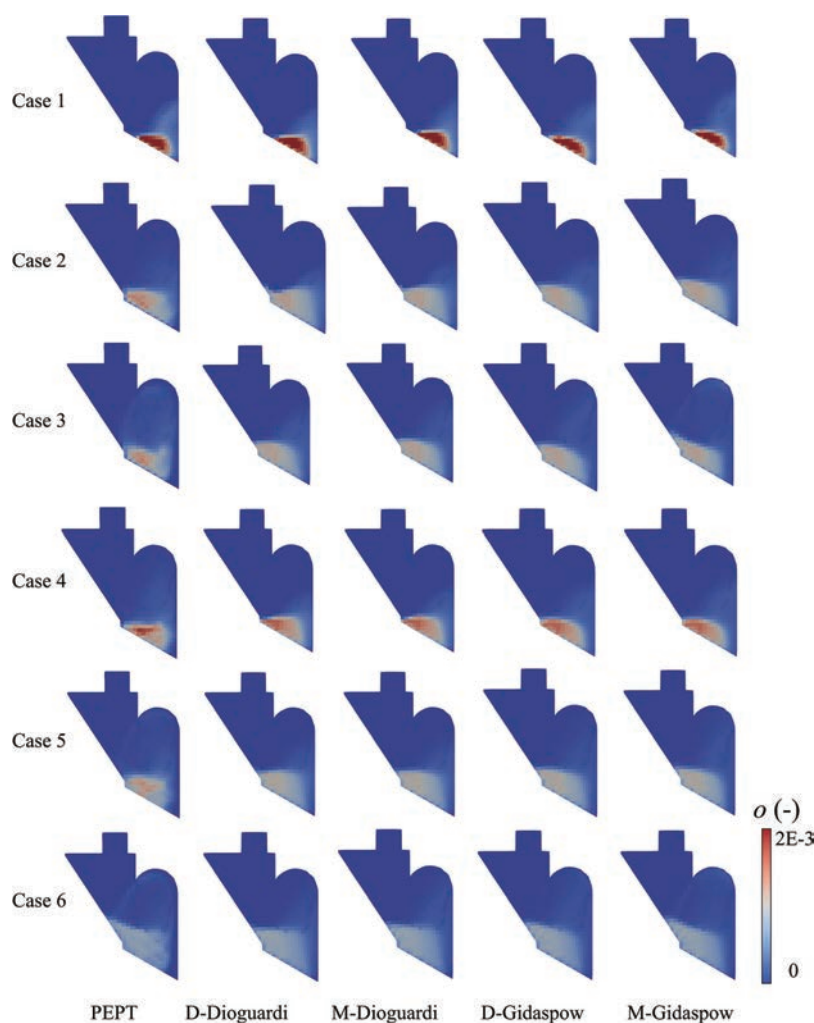 Case 1
Case 2
Case 3
Case 4
Case 5
o (-)
2E-3
Case 6
0
PEPT D-Dioguardi M-Dioguardi D-Gidaspow M-Gidaspow